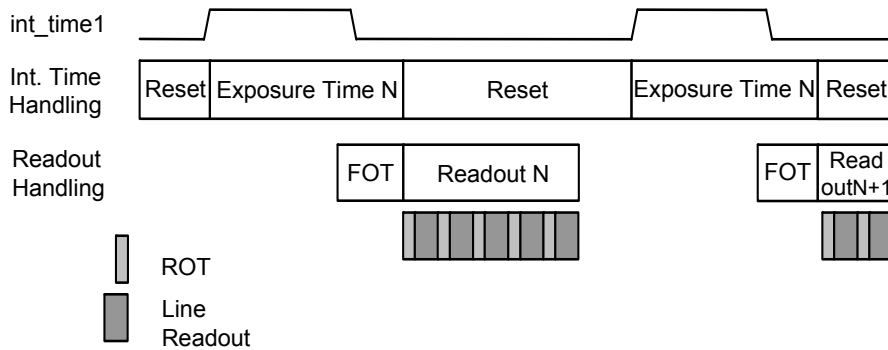 int_time1
Int. Time
Handling
Reset
Exposure Time N
Reset
Exposure Time N
Reset
Readout
Handling
FOT
Readout N
FOT
Read
outN+1
ROT
Line
Readout